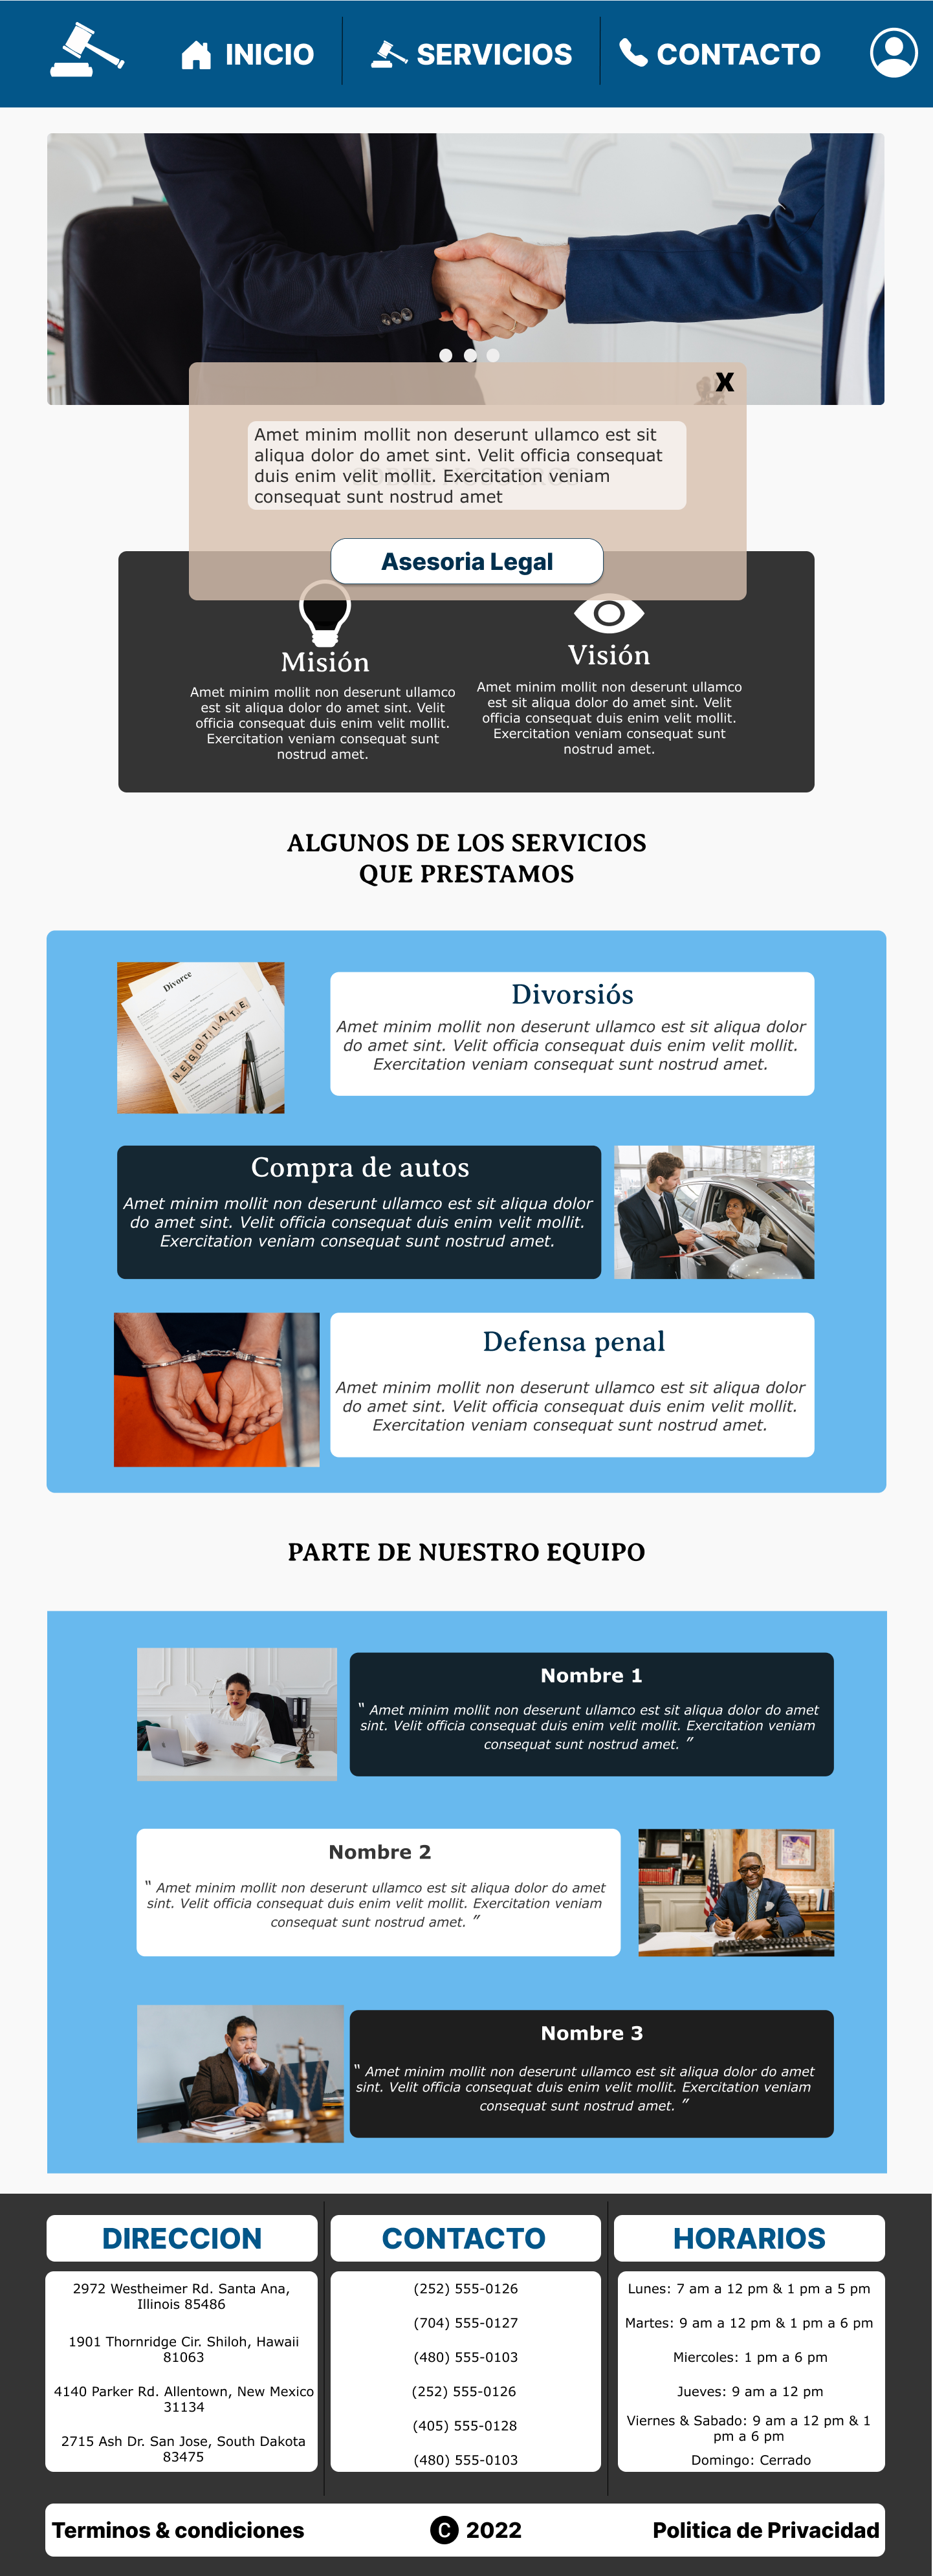 INICIO
SERVICIOS
CONTACTO
X
Amet minim mollit non deserunt ullamco est sit
aliqua dolor do amet sint. Velit officia consequat
duis enim velit mollit. Exercitation veniam
consequat sunt nostrud amet
Asesoria Legal
Misión
Amet minim mollit non deserunt ullamco
est sit aliqua dolor do amet sint. Velit
officia consequat duis enim velit mollit.
Exercitation veniam consequat sunt
nostrud amet.
Visión
Amet minim mollit non deserunt ullamco
est sit aliqua dolor do amet sint. Velit
officia consequat duis enim velit mollit.
Exercitation veniam consequat sunt
nostrud amet.
ALGUNOS DE LOS SERVICIOS
QUE PRESTAMOS
Divorce
NEGOTIATE
Divorsiós
Amet minim mollit non deserunt ullamco est sit aliqua dolor
do amet sint. Velit officia consequat duis enim velit mollit.
Exercitation veniam consequat sunt nostrud amet.
Compra de autos
Amet minim mollit non deserunt ullamco est sit aliqua dolor
do amet sint. Velit officia consequat duis enim velit mollit.
Exercitation veniam consequat sunt nostrud amet.
Defensa penal
Amet minim mollit non deserunt ullamco est sit aliqua dolor
do amet sint. Velit officia consequat duis enim velit mollit.
Exercitation veniam consequat sunt nostrud amet.
PARTE DE NUESTRO EQUIPO
Nombre 1
“ Amet minim mollit non deserunt ullamco est sit aliqua dolor do amet
sint. Velit officia consequat duis enim velit mollit. Exercitation veniam
consequat sunt nostrud amet. ”
Nombre 2
“ Amet minim mollit non deserunt ullamco est sit aliqua dolor do amet
sint. Velit officia consequat duis enim velit mollit. Exercitation veniam
consequat sunt nostrud amet. ”
Nombre 3
“ Amet minim mollit non deserunt ullamco est sit aliqua dolor do amet
sint. Velit officia consequat duis enim velit mollit. Exercitation veniam
consequat sunt nostrud amet. ”
DIRECCION
2972 Westheimer Rd. Santa Ana,
Illinois 85486
1901 Thornridge Cir. Shiloh, Hawaii
81063
4140 Parker Rd. Allentown, New Mexico
31134
2715 Ash Dr. San Jose, South Dakota
83475
CONTACTO
(252) 555-0126
(704) 555-0127
(480) 555-0103
(252) 555-0126
(405) 555-0128
(480) 555-0103
HORARIOS
Lunes: 7 am a 12 pm & 1 pm a 5 pm
Martes: 9 am a 12 pm & 1 pm a 6 pm
Miercoles: 1 pm a 6 pm
Jueves: 9 am a 12 pm
Viernes & Sabado: 9 am a 12 pm & 1
pm a 6 pm
Domingo: Cerrado
Terminos & condiciones
© 2022
Politica de Privacidad